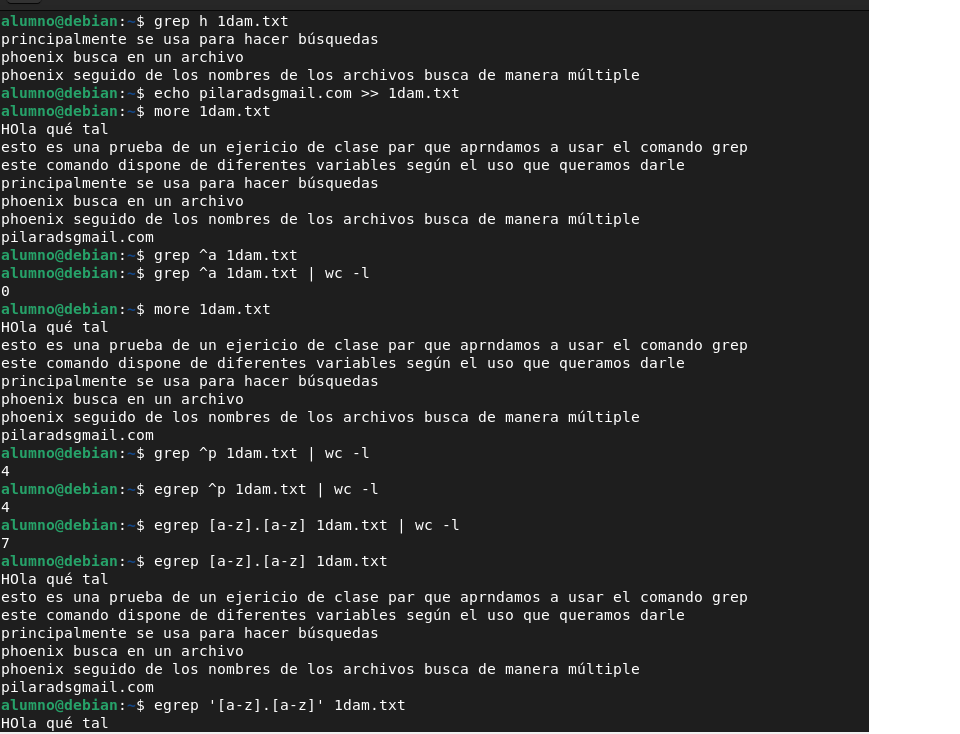 alumno@debian:~$ grep h 1dam.txt
principalmente se usa para hacer búsquedas
phoenix busca en un archivo
phoenix seguido de los nombres de los archivos busca de manera múltiple
alumno@debian:~$ echo pilaradsgmail.com >> 1dam.txt
alumno@debian:~$ more 1dam.txt
HOla qué tal
esto es una prueba de un ejericio de clase par que aprndamos a usar el comando grep
este comando dispone de diferentes variables según el uso que queramos darle
principalmente se usa para hacer búsquedas
phoenix busca en un archivo
phoenix seguido de los nombres de los archivos busca de manera múltiple
pilaradsgmail.com
alumno@debian:~$ grep ^a 1dam.txt
alumno@debian:~$ grep ^a 1dam.txt | wc -l
0
alumno@debian:~$ more 1dam.txt
HOla qué tal
esto es una prueba de un ejericio de clase par que aprndamos a usar el comando grep
este comando dispone de diferentes variables según el uso que queramos darle
principalmente se usa para hacer búsquedas
phoenix busca en un archivo
phoenix seguido de los nombres de los archivos busca de manera múltiple
pilaradsgmail.com
alumno@debian:~$ grep ^p 1dam.txt | wc -l
4
alumno@debian:~$ egrep ^p 1dam.txt | wc -l
4
alumno@debian:~$ egrep [a-z].[a-z] 1dam.txt | wc -l
7
alumno@debian:~$ egrep [a-z].[a-z] 1dam.txt
HOla qué tal
esto es una prueba de un ejericio de clase par que aprndamos a usar el comando grep
este comando dispone de diferentes variables según el uso que queramos darle
principalmente se usa para hacer búsquedas
phoenix busca en un archivo
phoenix seguido de los nombres de los archivos busca de manera múltiple
pilaradsgmail.com
alumno@debian:~$ egrep '[a-z].[a-z]' 1dam.txt
HOla qué tal